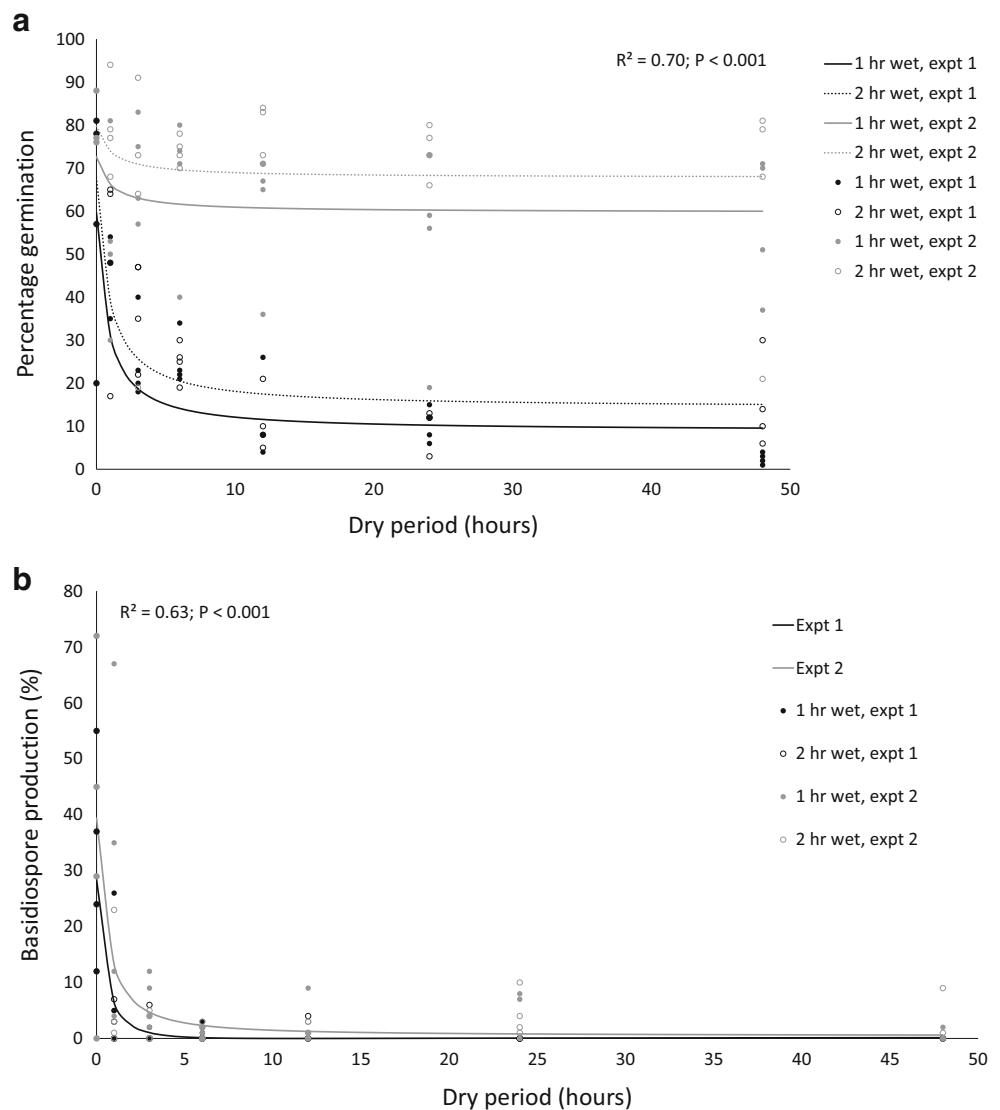 a
100
90
80
70
60
50
40
30
20
10
0
Percentage germination
R² = 0.70; P < 0.001
0 10 20 30 40 50
Dry period (hours)
1 hr wet, expt 1
2 hr wet, expt 1
1 hr wet, expt 2
2 hr wet, expt 2
1 hr wet, expt 1
2 hr wet, expt 1
1 hr wet, expt 2
2 hr wet, expt 2
b
80
70
60
50
40
30
20
10
0
Basidiospore production (%)
R² = 0.63; P < 0.001
0 5 10 15 20 25 30 35 40 45 50
Dry period (hours)
Expt 1
Expt 2
1 hr wet, expt 1
2 hr wet, expt 1
1 hr wet, expt 2
2 hr wet, expt 2